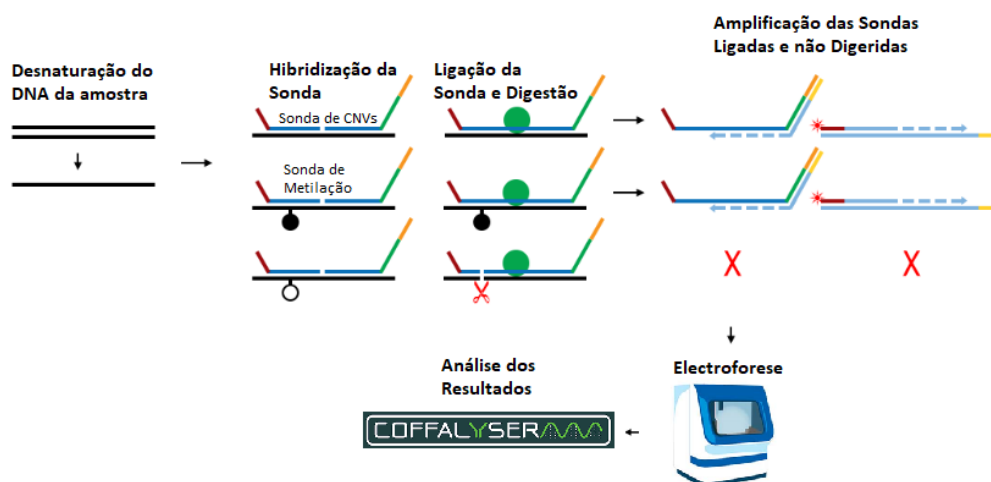 Desnaturação do
DNA da amostra
Hibridização da
Sonda
Sonda de CNVs
Sonda de
Metilação
Ligação da
Sonda e Digestão
Amplificação das Sondas
Ligadas e não Digeridas
X
X
Electroforese
Análise dos
Resultados
COFFALYSER